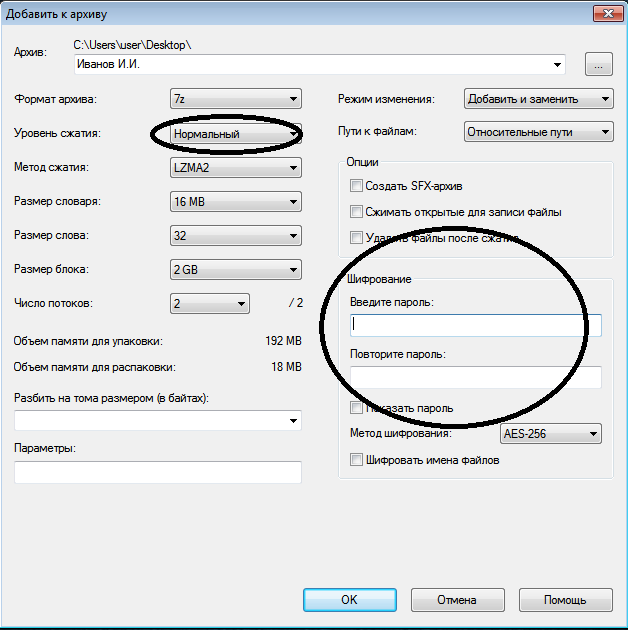 Добавить к архиву
Архив:
C:\Users\user\Desktop\
Иванов И.И.
...
Формат архива:
7z
Уровень сжатия:
Нормальный
Метод сжатия:
LZMA2
Размер словаря:
16 MB
Размер слова:
32
Размер блока:
2 GB
Число потоков:
2
/ 2
Объем памяти для упаковки:
192 MB
Объем памяти для распаковки:
18 MB
Разбить на тома размером (в байтах):
Параметры:
Режим изменения:
Добавить и заменить
Пути к файлам:
Относительные пути
Опции
Создать SFX-архив
Сжимать открытые для записи файлы
Удалять файлы после сжатия
Шифрование
Введите пароль:
Повторите пароль:
Показать пароль
Метод шифрования:
AES-256
Шифровать имена файлов
OK
Отмена
Помощь